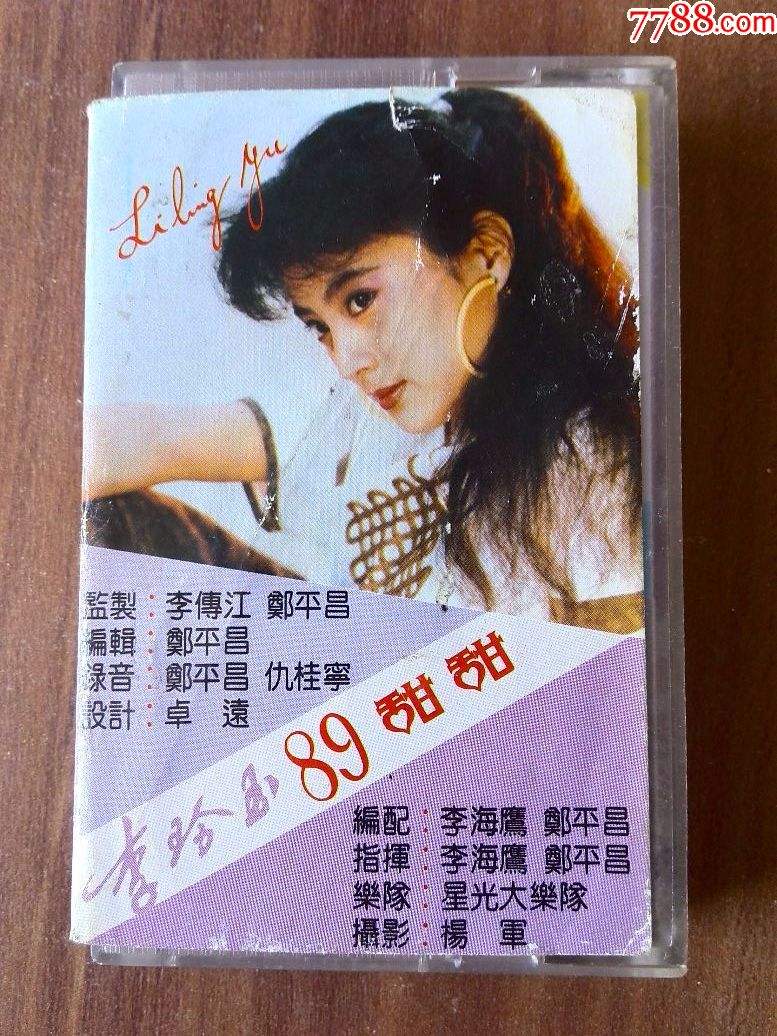 7788.com
Li ling yu
監製：李傳江 鄭平昌
編輯：鄭平昌
錄音：鄭平昌 仇桂寧
設計：卓 遠
李玲玉 89 甜甜
編配：李海鷹 鄭平昌
指揮：李海鷹 鄭平昌
樂隊：星光大樂隊
攝影：楊 軍